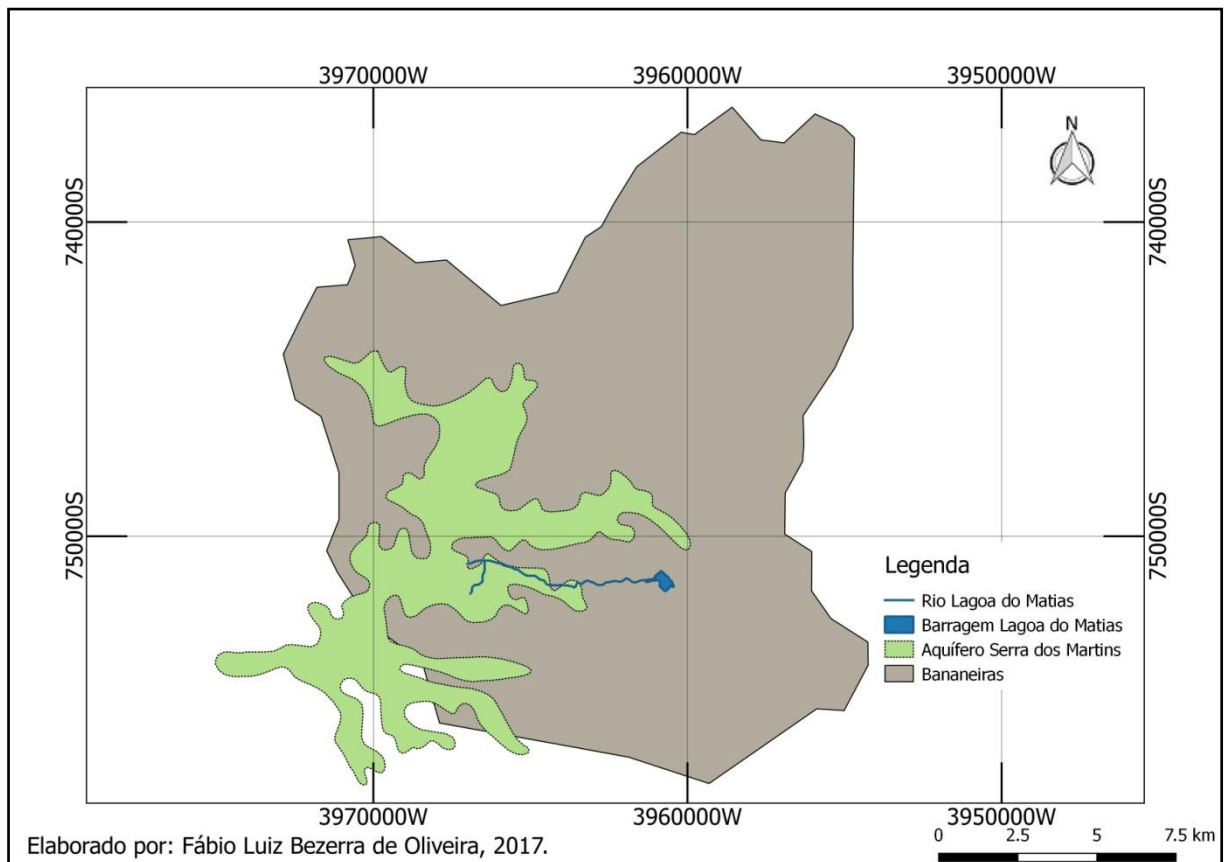 3970000W 3960000W 3950000W
N
740000S 740000S
750000S 750000S
Legenda
Rio Lagoa do Matias
Barragem Lagoa do Matias
Aquífero Serra dos Martins
Bananeiras
3970000W 3960000W 3950000W
Elaborado por: Fábio Luiz Bezerra de Oliveira, 2017.
0 2.5 5 7.5 km